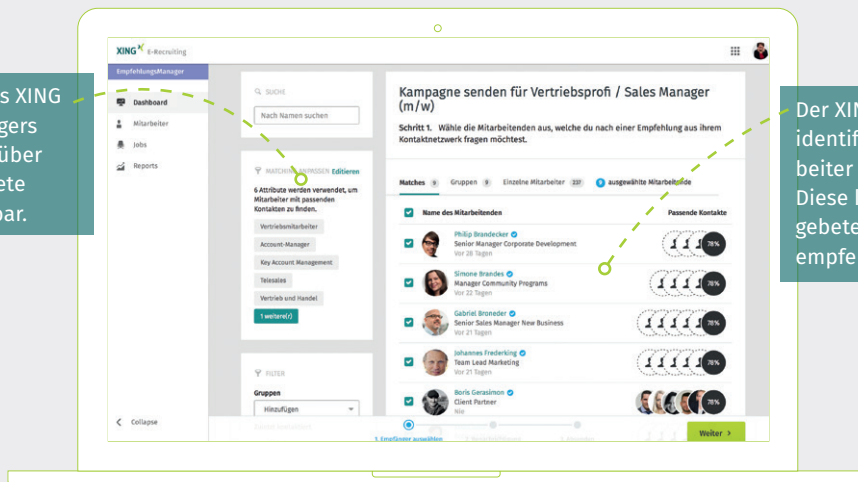 XING E-Recruiting
EmpfehlungsManager
Dashboard
Mitarbeiter
Jobs
Reports
Collapse
s XING
gers
über
ete
bar.
SUCHE
Nach Namen suchen
MATCHING ANPASSEN Editieren
6 Attribute werden verwendet, um
Mitarbeiter mit passenden
Kontakten zu finden.
Vertriebsmitarbeiter
Account-Manager
Key Account Management
Telesales
Vertrieb und Handel
1 weitere(r)
FILTER
Gruppen
Hinzufügen
Kampagne senden für Vertriebsprofi / Sales Manager
(m/w)
Schritt 1. Wähle die Mitarbeitenden aus, welche du nach einer Empfehlung aus ihrem
Kontaktnetzwerk fragen möchtest.
Matches 9 Gruppen 9 Einzelne Mitarbeiter 257 9 ausgewählte Mitarbeitende
Name des Mitarbeitenden Passende Kontakte
Philip Brandecker
Senior Manager Corporate Development
Vor 28 Tagen
78%
Simone Brandes
Manager Community Programs
Vor 22 Tagen
78%
Gabriel Broneder
Senior Sales Manager New Business
Vor 21 Tagen
78%
Johannes Frederking
Team Lead Marketing
Vor 21 Tagen
78%
Boris Gerasimon
Client Partner
Nie
78%
1. Empfänger auswählen
Weiter
Der XIN
identif
beiter
Diese
gebete
empfe